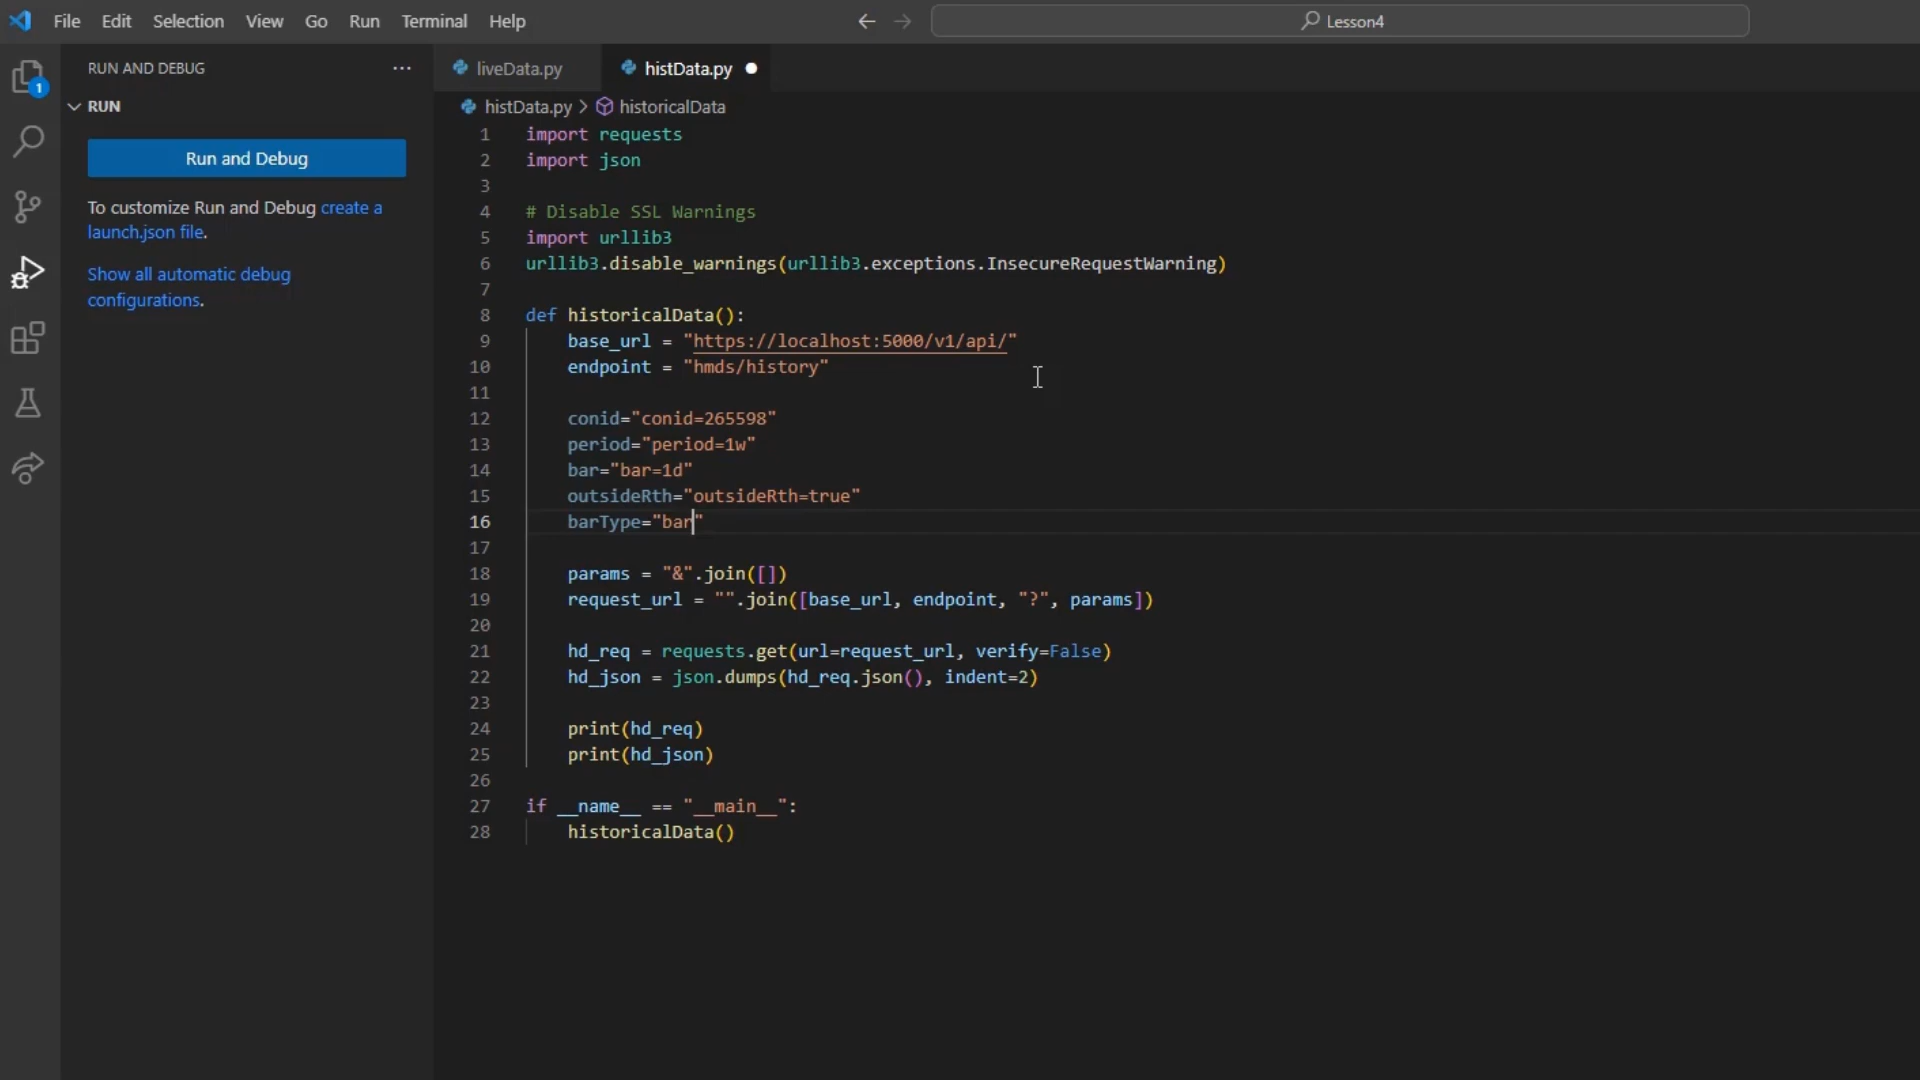 File Edit Selection View Go Run Terminal Help
Lesson4
RUN AND DEBUG
liveData.py
histData.py
1
RUN
histData.py > historicalData
Run and Debug
To customize Run and Debug create a
launch.json file.
Show all automatic debug
configurations.
1 import requests
2 import json
3
4 # Disable SSL Warnings
5 import urllib3
6 urllib3.disable_warnings(urllib3.exceptions.InsecureRequestWarning)
7
8 def historicalData():
9 base_url = "https://localhost:5000/v1/api/"
10 endpoint = "hmds/history"
11
12 conid="conid=265598"
13 period="period=1w"
14 bar="bar=1d"
15 outsideRth="outsideRth=true"
16 barType="bar"
17
18 params = "&".join([])
19 request_url = "".join([base_url, endpoint, "?", params])
20
21 hd_req = requests.get(url=request_url, verify=False)
22 hd_json = json.dumps(hd_req.json(), indent=2)
23
24 print(hd_req)
25 print(hd_json)
26
27 if __name__ == "__main__":
28 historicalData()